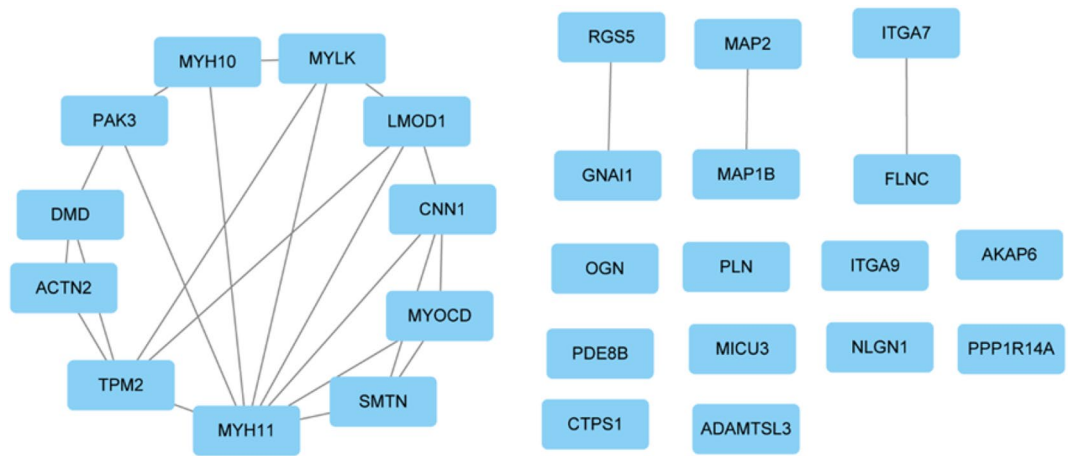 MYH10
MYLK
PAK3
LMOD1
DMD
CNN1
ACTN2
MYOCD
TPM2
SMTN
MYH11
RGS5
MAP2
ITGA7
GNAI1
MAP1B
FLNC
OGN
PLN
ITGA9
AKAP6
PDE8B
MICU3
NLGN1
PPP1R14A
CTPS1
ADAMTSL3